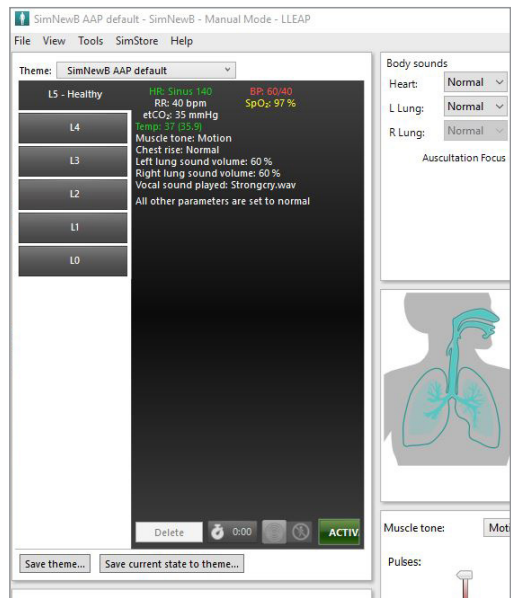 SimNewB AAP default - SimNewB - Manual Mode - LLEAP
File View Tools SimStore Help
Theme: SimNewB AAP default
L5 - Healthy
L4
L3
L2
L1
L0
HR: Sinus 140 BP: 60/40
RR: 40 bpm SpO₂: 97 %
etCO₂: 35 mmHg
Temp: 37 (35.9)
Muscle tone: Motion
Chest rise: Normal
Left lung sound volume: 60 %
Right lung sound volume: 60 %
Vocal sound played: Strongcry.wav
All other parameters are set to normal
Delete 0:00 ACTIV
Save theme... Save current state to theme...
Body sounds
Heart: Normal
L Lung: Normal
R Lung: Normal
Auscultation Focus
Muscle tone: Moti
Pulses: